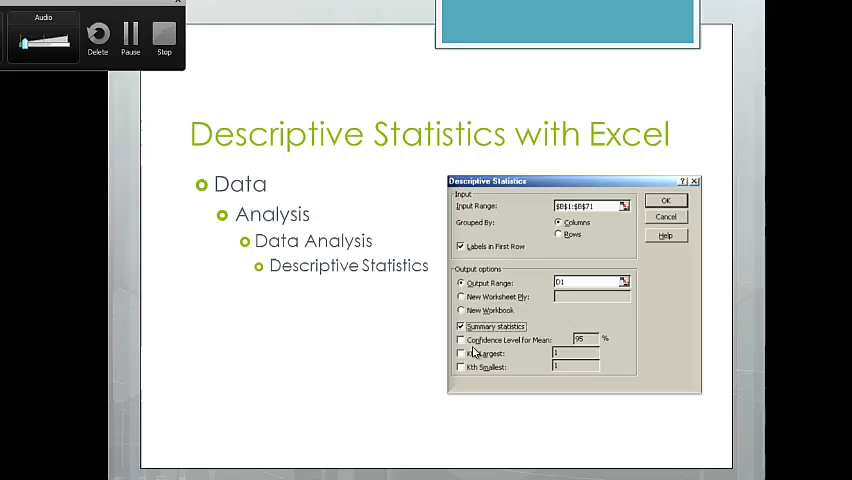 Audio
Delete
Pause
Stop
Descriptive Statistics with Excel
Data
Analysis
Data Analysis
Descriptive Statistics
Descriptive Statistics
Input
Input Range: $B$1:$B$71
Grouped By: Columns
Rows
Labels in First Row
OK
Cancel
Help
Output options
Output Range: D1
New Worksheet Ply:
New Workbook
Summary statistics
Confidence Level for Mean: 95 %
Largest: 1
Kth Smallest: 1